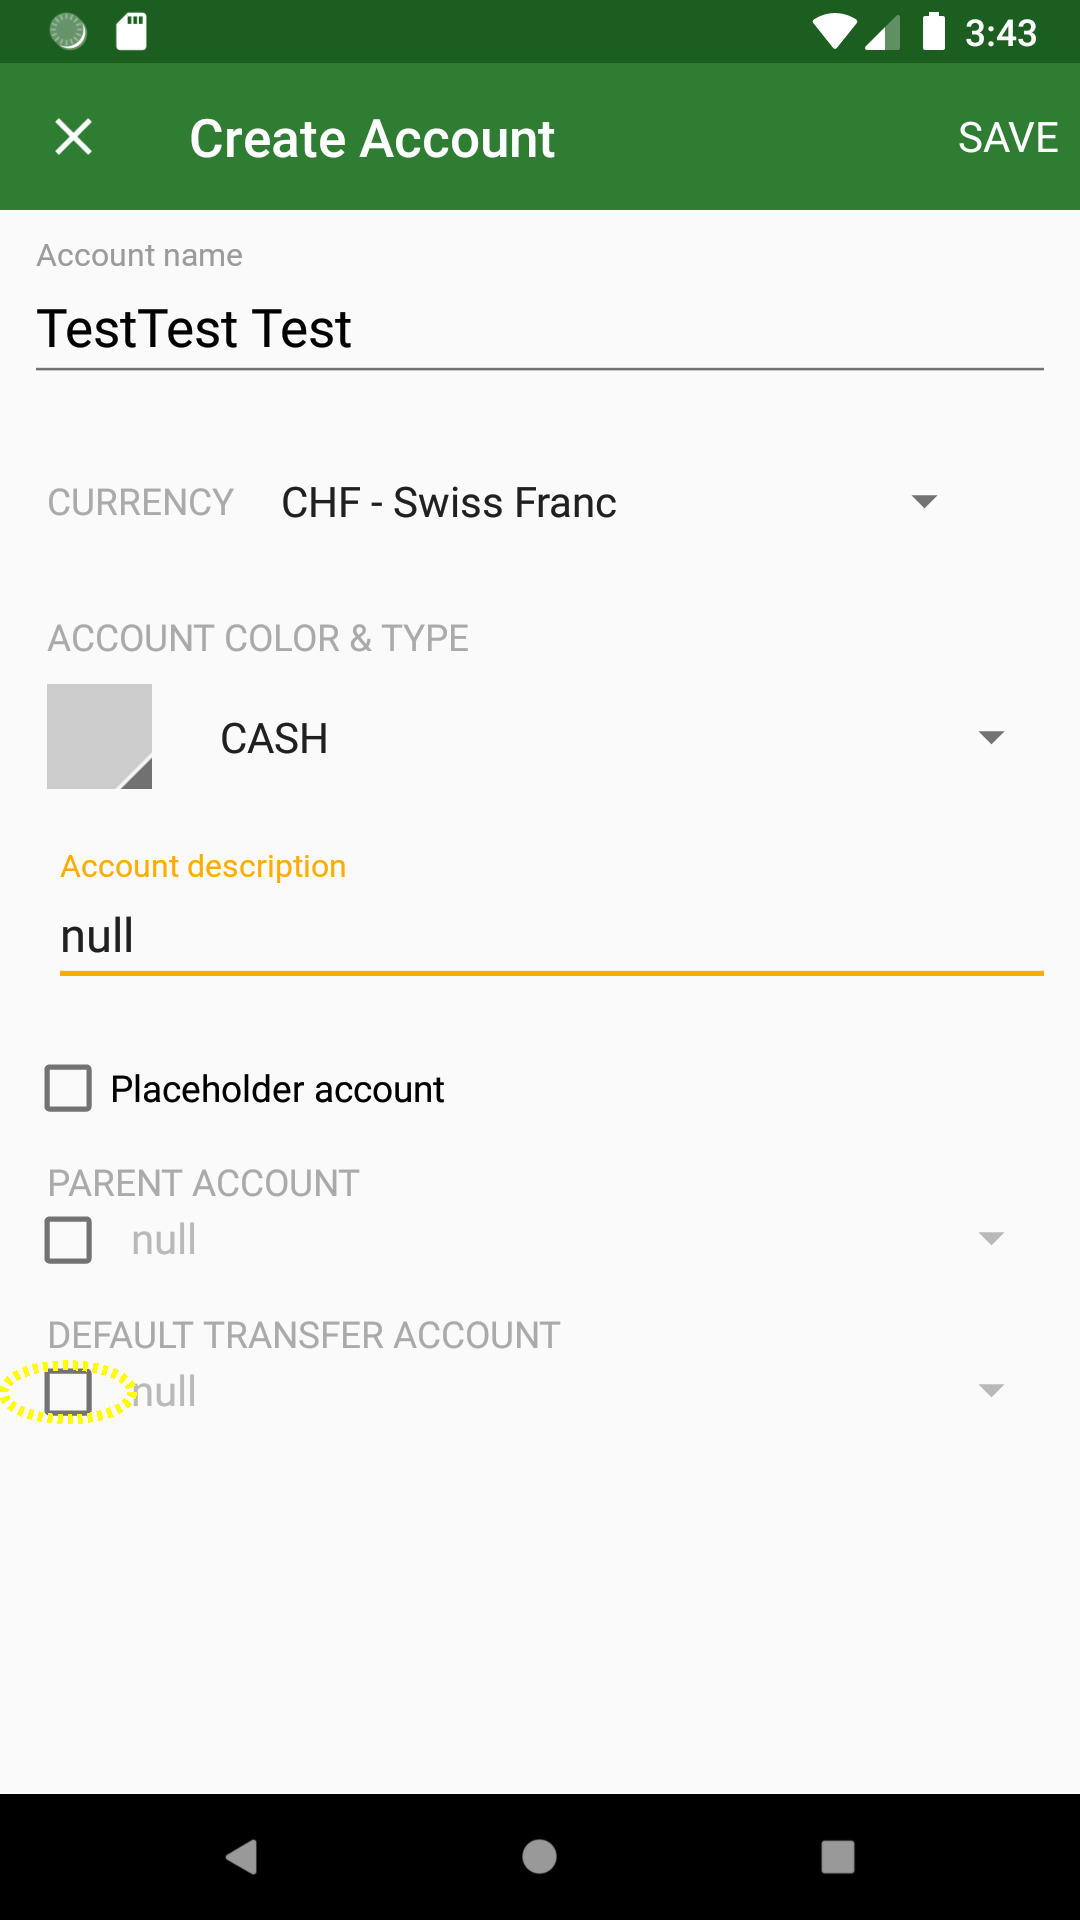 3:43
Create Account
SAVE
Account name
TestTest Test
CURRENCY CHF - Swiss Franc
ACCOUNT COLOR & TYPE
CASH
Account description
null
Placeholder account
PARENT ACCOUNT
null
DEFAULT TRANSFER ACCOUNT
null